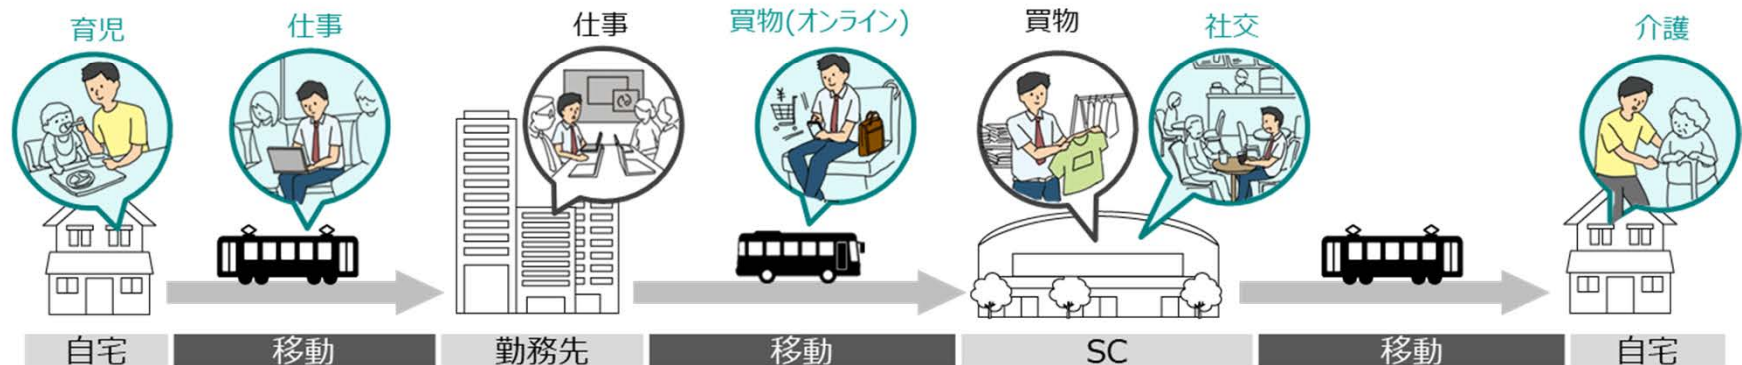 育児
仕事
仕事
買物(オンライン)
買物
社交
介護
¥
自宅
移動
勤務先
移動
SC
移動
自宅